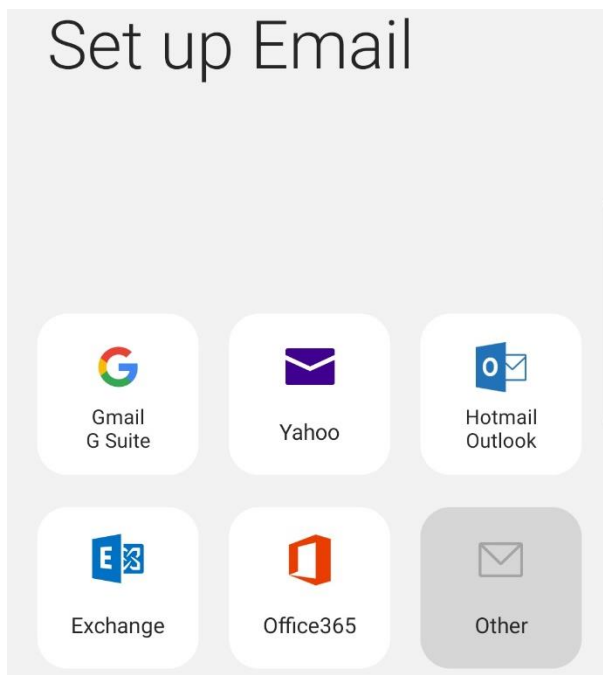 Set up Email
Gmail
G Suite
Yahoo
Hotmail
Outlook
Exchange
Office365
Other